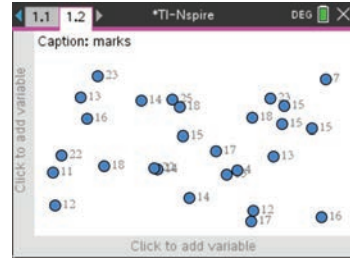 1.1 1.2 *TI-Nspire DEG
Caption: marks
Click to add variable
23 7
13 14 25 18 23 15
16 18 15 15
15
22 17 13
11 18 22 14 4
14
12 12 17 16
Click to add variable